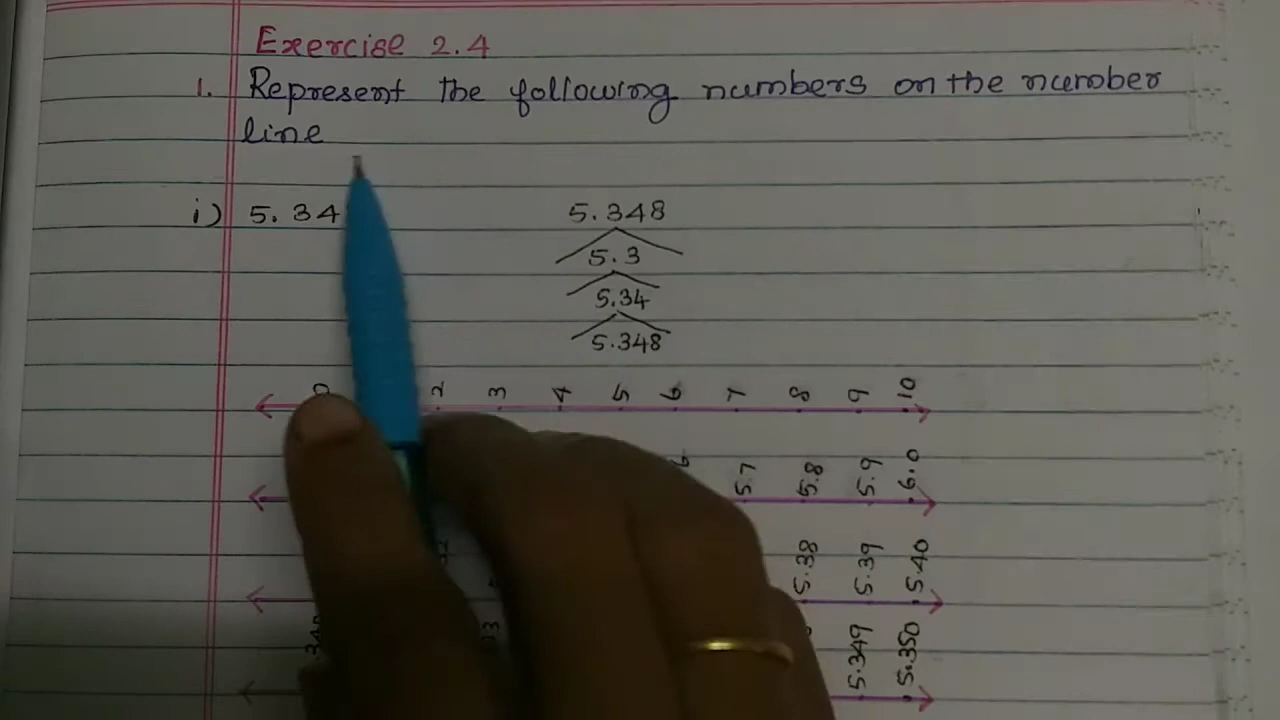 Exercise 2.4
1. Represent the following numbers on the number
line
i) 5.34
5.348
5.3
5.34
5.348
0 2 3 4 5 6 7 8 9 10
5.7 5.8 5.9 6.0
5.38 5.39 5.40
5.349 5.350